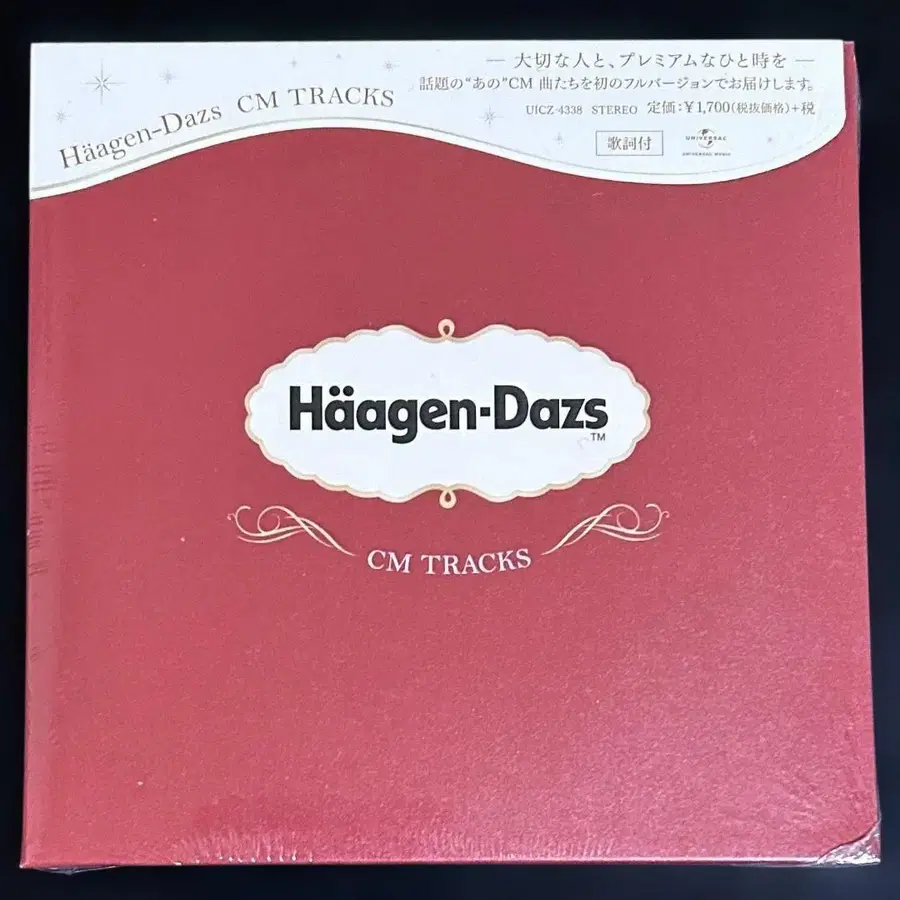 Häagen-Dazs CM TRACKS
— 大切な人と、プレミアムなひと時を —
話題の“あの”CM 曲たちを初のフルバージョンでお届けします。
UICZ-4338 STEREO 定価:¥1,700(税抜価格)+税
歌詞付
UNIVERSAL
UNIVERSAL MUSIC
Häagen-Dazs
TM
CM TRACKS